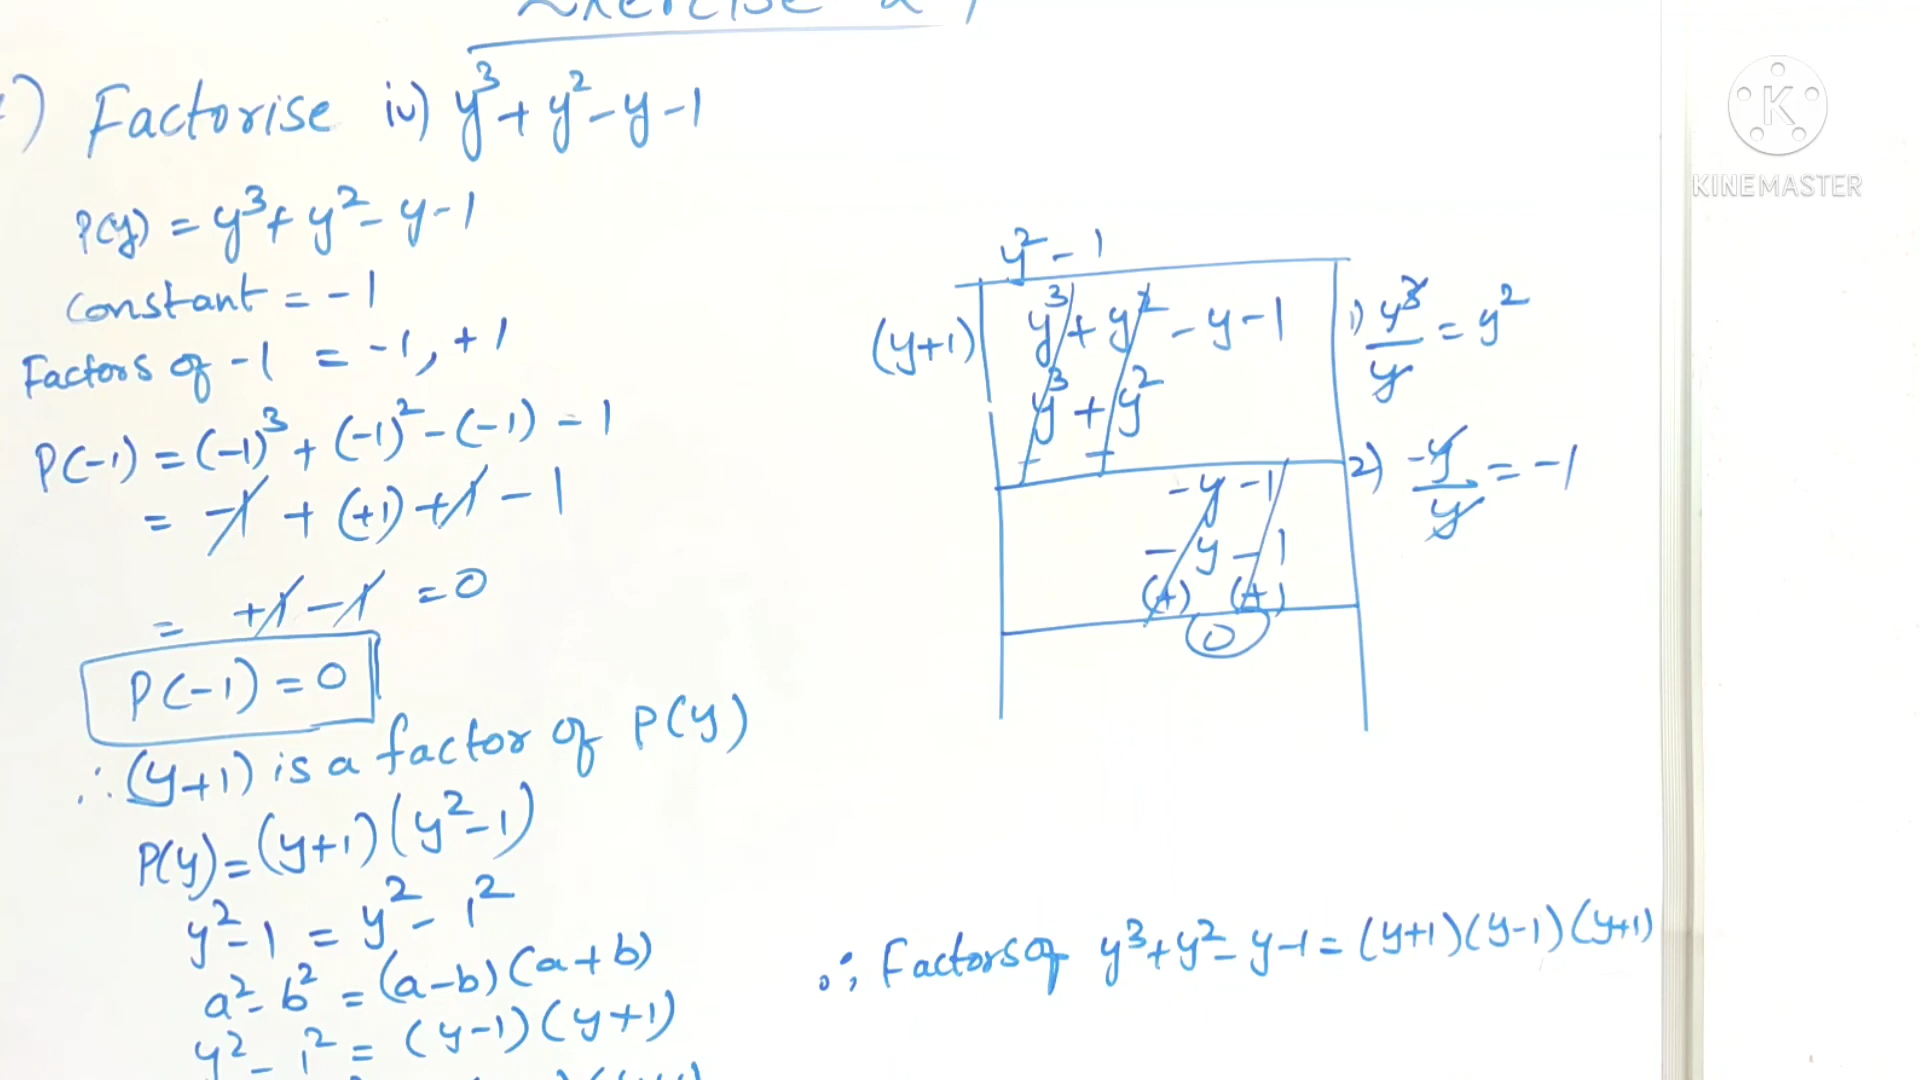 Exercise 2
Factorise iv) y³+y²-y-1
P(y) = y³+y²-y-1
Constant = -1
Factors of -1 = -1, +1
P(-1) = (-1)³ + (-1)² - (-1) - 1
= -1 + (+1) +1 - 1
= +1 -1 = 0
P(-1) = 0
∴ (y+1) is a factor of P(y)
P(y) = (y+1)(y²-1)
y²-1 = y² - 1²
a²-b² = (a-b)(a+b)
y² - 1² = (y-1)(y+1)
y² - 1
(y+1) y³+y²-y-1
y³+y²
- -
-y-1
-y-1
(+) (+)
0
1) y³/y = y²
2) -y/y = -1
∴ Factors of y³+y²-y-1 = (y+1)(y-1)(y+1)
K
KINEMASTER